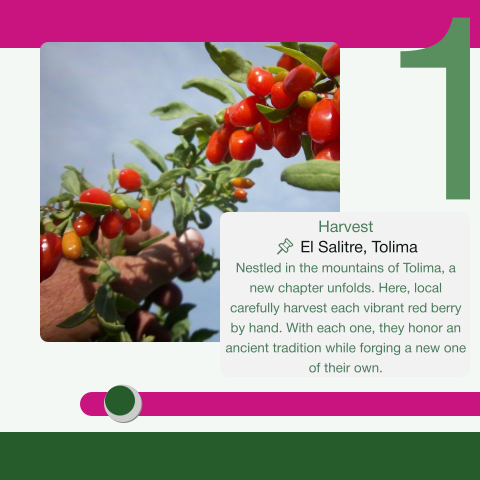 1
Harvest
El Salitre, Tolima
Nestled in the mountains of Tolima, a
new chapter unfolds. Here, local
carefully harvest each vibrant red berry
by hand. With each one, they honor an
ancient tradition while forging a new one
of their own.